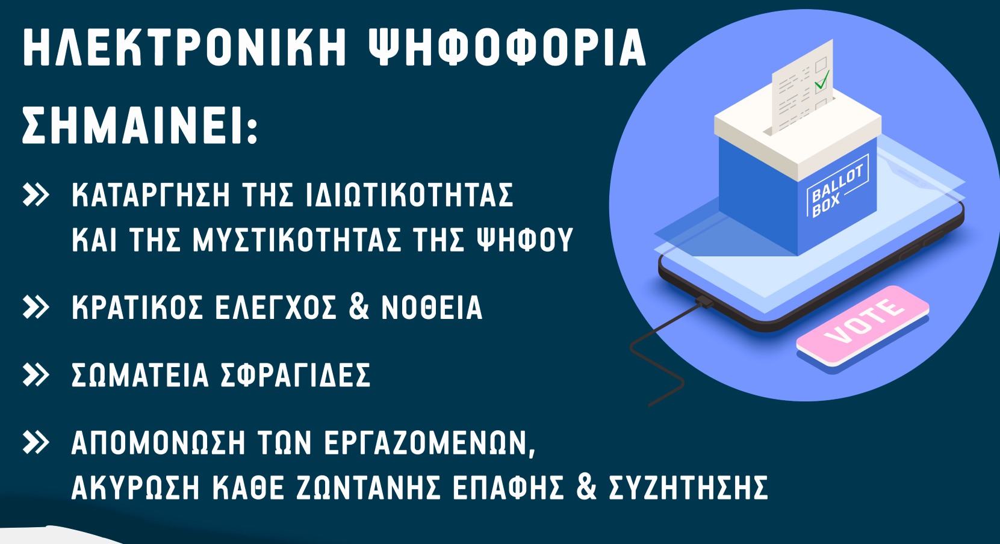 ΗΛΕΚΤΡΟΝΙΚΗ ΨΗΦΟΦΟΡΙΑ
ΣΗΜΑΙΝΕΙ:
ΚΑΤΑΡΓΗΣΗ ΤΗΣ ΙΔΙΩΤΙΚΟΤΗΤΑΣ
ΚΑΙ ΤΗΣ ΜΥΣΤΙΚΟΤΗΤΑΣ ΤΗΣ ΨΗΦΟΥ
ΚΡΑΤΙΚΟΣ ΕΛΕΓΧΟΣ & ΝΟΘΕΙΑ
ΣΩΜΑΤΕΙΑ ΣΦΡΑΓΙΔΕΣ
ΑΠΟΜΟΝΩΣΗ ΤΩΝ ΕΡΓΑΖΟΜΕΝΩΝ,
ΑΚΥΡΩΣΗ ΚΑΘΕ ΖΩΝΤΑΝΗΣ ΕΠΑΦΗΣ & ΣΥΖΗΤΗΣΗΣ
BALLOT
BOX
VOTE